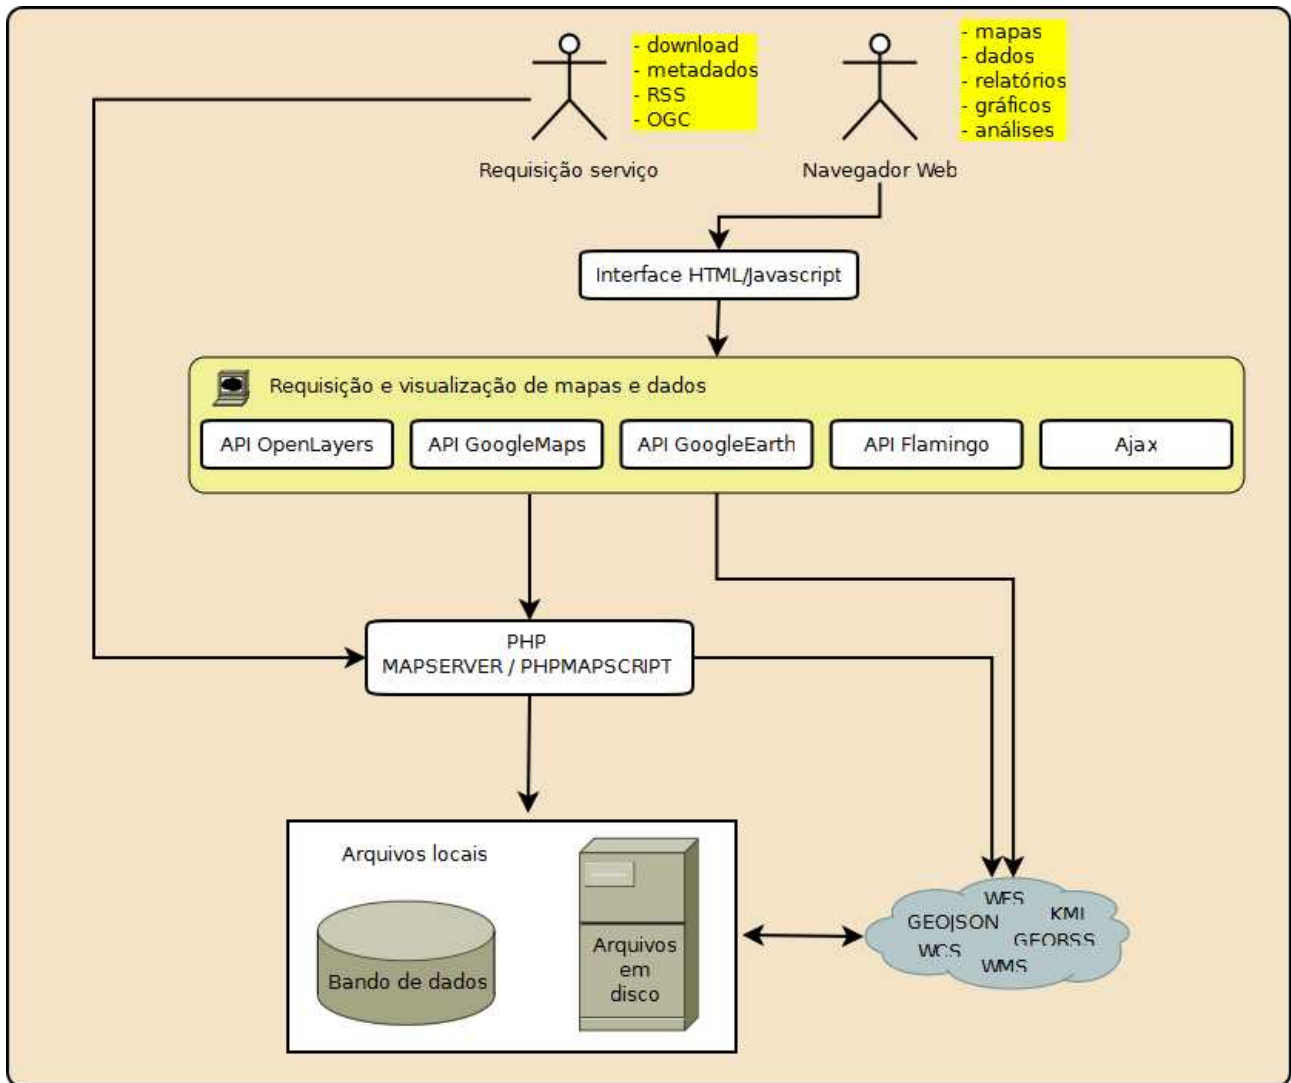 - download
- metadados
- RSS
- OGC
- mapas
- dados
- relatórios
- gráficos
- análises
Requisição serviço
Navegador Web
Interface HTML/Javascript
Requisição e visualização de mapas e dados
API OpenLayers
API GoogleMaps
API GoogleEarth
API Flamingo
Ajax
PHP
MAPSERVER / PHPMAPSCRIPT
Arquivos locais
Bando de dados
Arquivos
em
disco
WFS
GEOJSON
KML
GEORSS
WCS
WMS